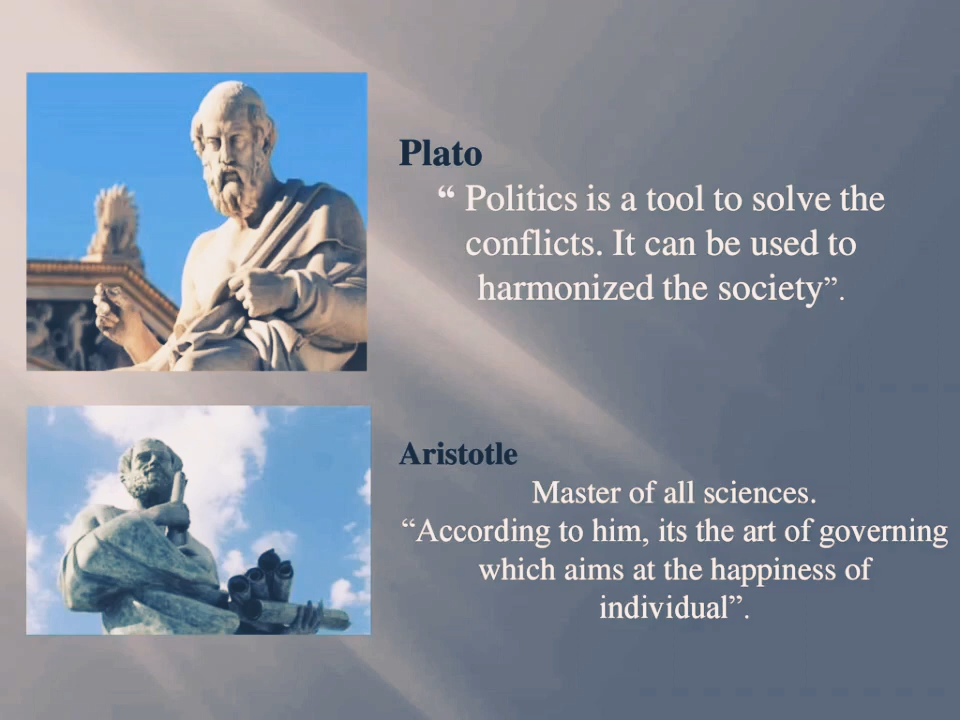 Plato
“ Politics is a tool to solve the
conflicts. It can be used to
harmonized the society”.
Aristotle
Master of all sciences.
“According to him, its the art of governing
which aims at the happiness of
individual”.